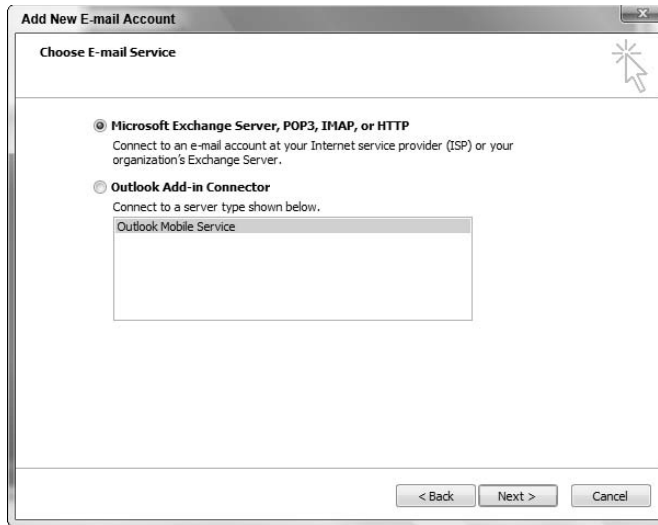 Add New E-mail Account
Choose E-mail Service
Microsoft Exchange Server, POP3, IMAP, or HTTP
Connect to an e-mail account at your Internet service provider (ISP) or your
organization's Exchange Server.
Outlook Add-in Connector
Connect to a server type shown below.
Outlook Mobile Service
< Back Next > Cancel